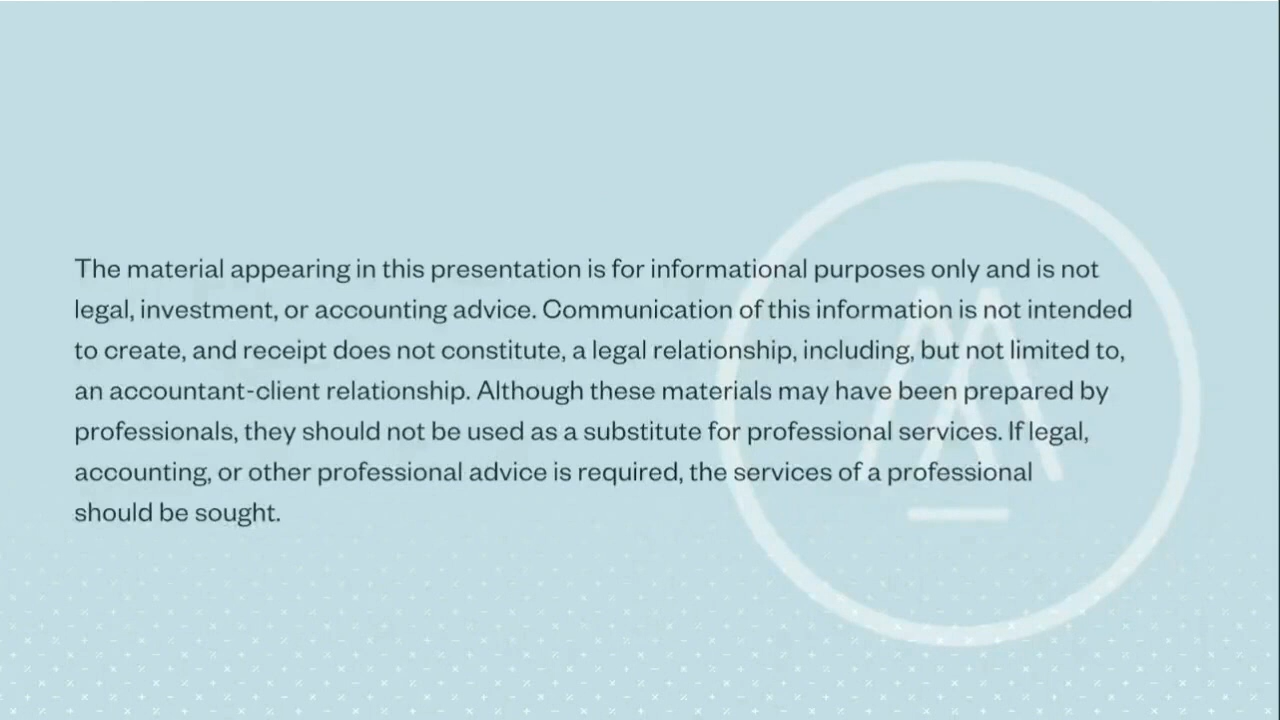 The material appearing in this presentation is for informational purposes only and is not
legal, investment, or accounting advice. Communication of this information is not intended
to create, and receipt does not constitute, a legal relationship, including, but not limited to,
an accountant-client relationship. Although these materials may have been prepared by
professionals, they should not be used as a substitute for professional services. If legal,
accounting, or other professional advice is required, the services of a professional
should be sought.